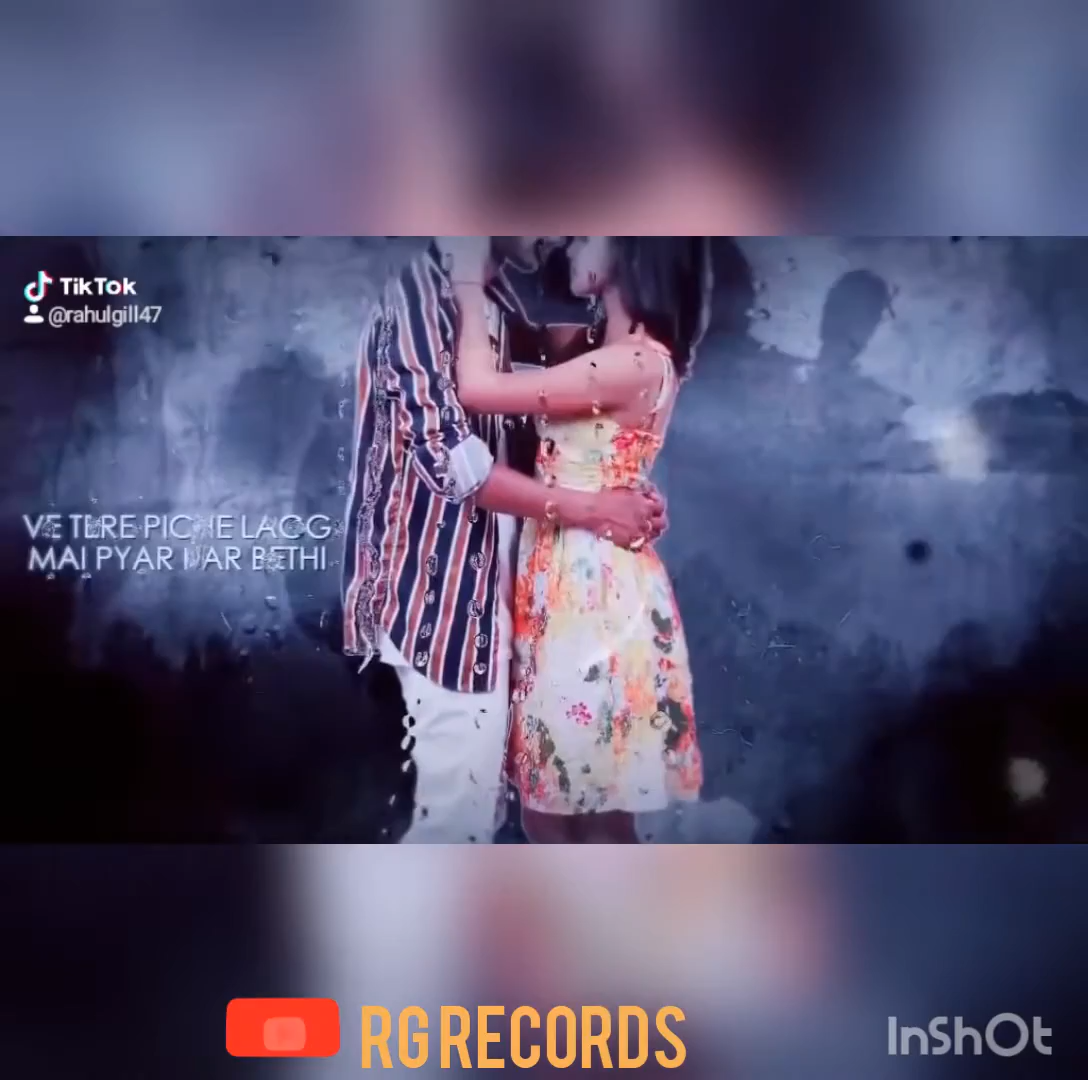 TikTok
@rahulgill47
VE TERE PICHE LAGG
MAI PYAR KAR BETHI
RG RECORDS
InShOt